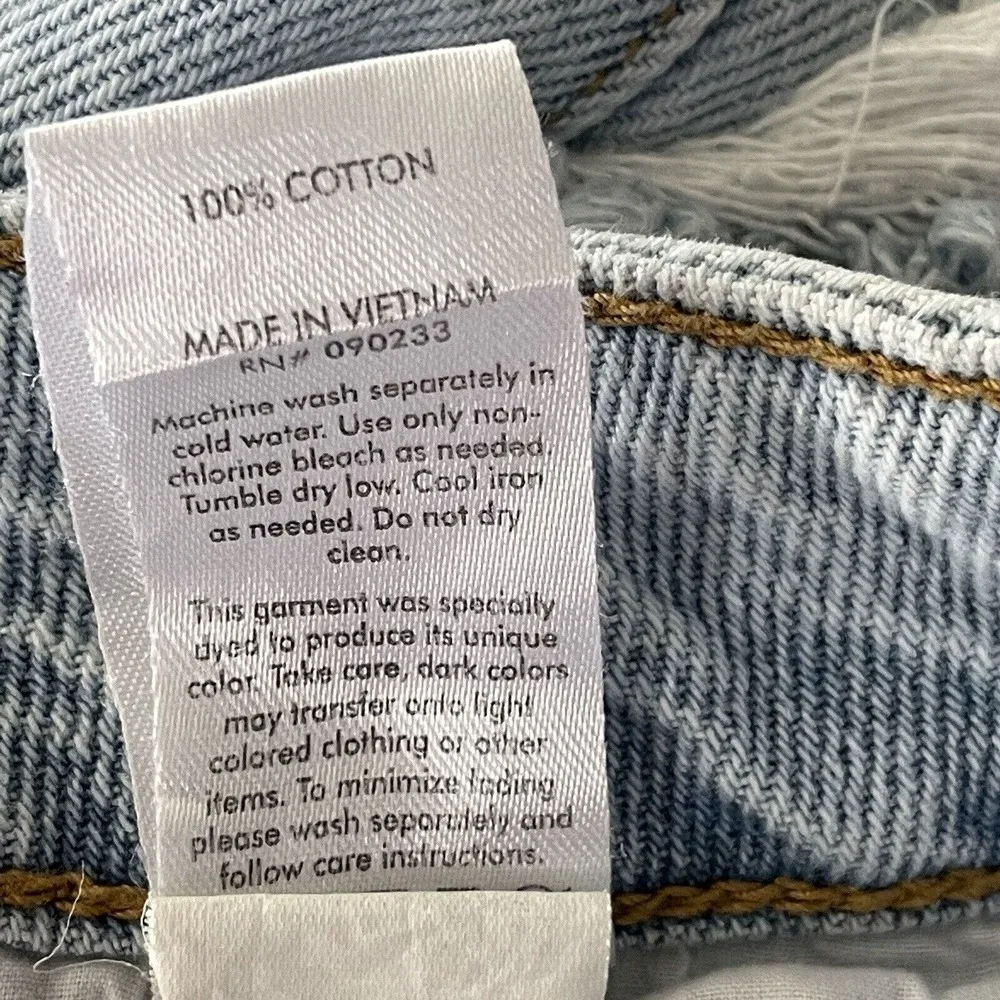 100% COTTON
MADE IN VIETNAM
RN# 090233
Machine wash separately in
cold water. Use only non-
chlorine bleach as needed.
Tumble dry low. Cool iron
as needed. Do not dry
clean.
This garment was specially
dyed to produce its unique
color. Take care, dark colors
may transfer onto light
colored clothing or other
items. To minimize fading
please wash separately and
follow care instructions.